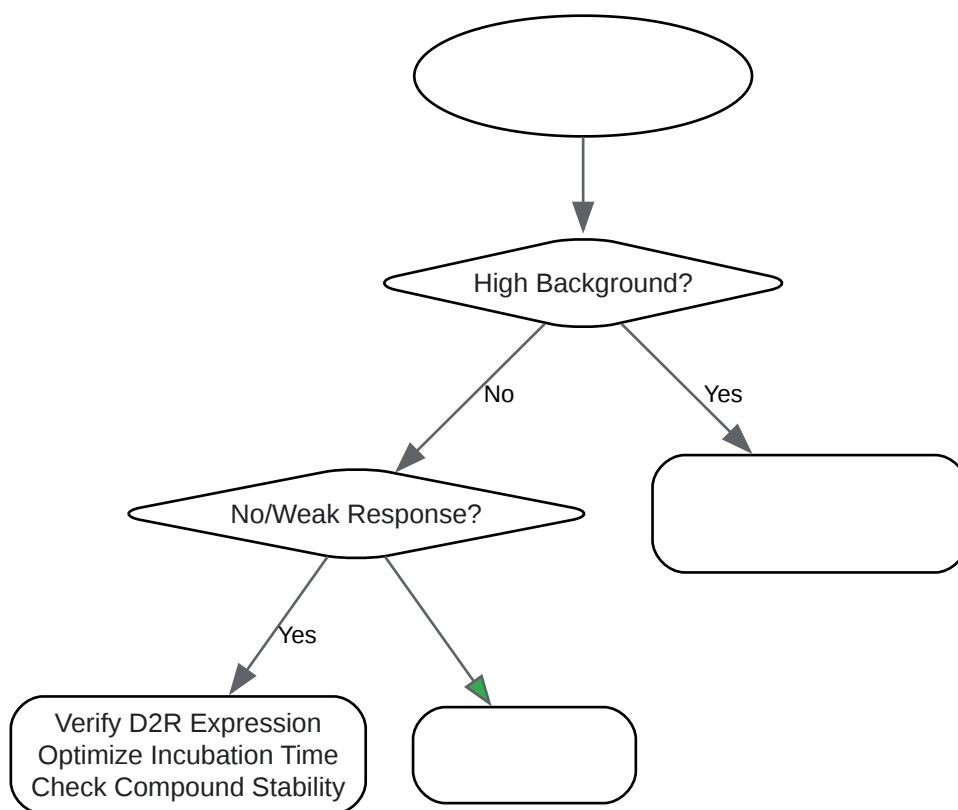 High Background?
No
Yes
No/Weak Response?
Yes
Verify D2R Expression
Optimize Incubation Time
Check Compound Stability